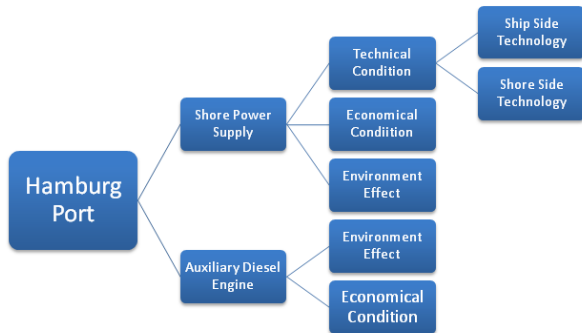 Hamburg
Port
Shore Power
Supply
Technical
Condition
Ship Side
Technology
Shore Side
Technology
Economical
Condiition
Environment
Effect
Auxiliary Diesel
Engine
Environment
Effect
Economical
Condition